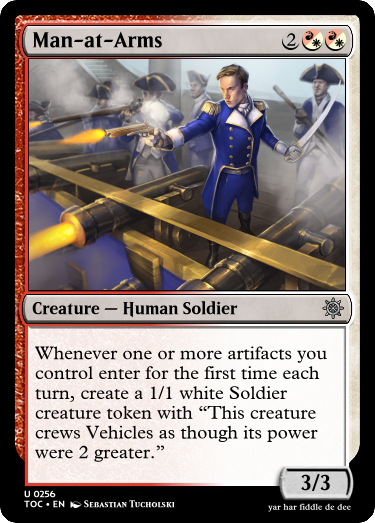 Man-at-Arms 2
Creature — Human Soldier
Whenever one or more artifacts you
control enter for the first time each
turn, create a 1/1 white Soldier
creature token with “This creature
crews Vehicles as though its power
were 2 greater.”
3/3
U 0256
TOC • EN Sebastian Tucholski
yar har fiddle de dee